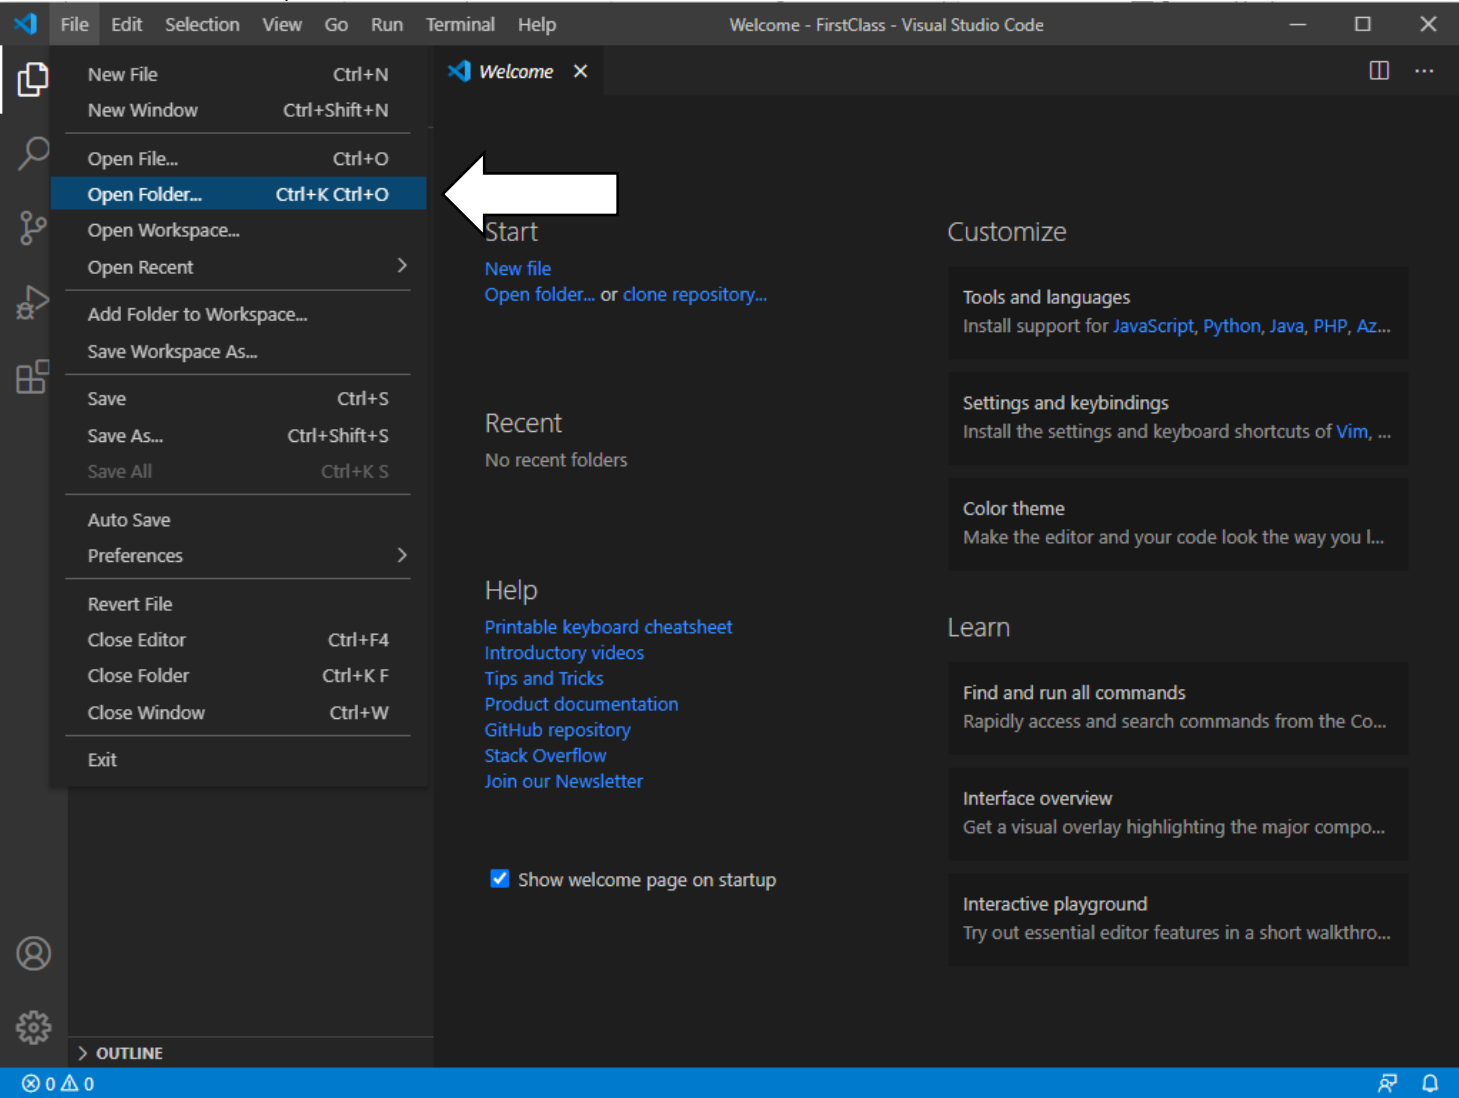 File Edit Selection View Go Run Terminal Help Welcome - FirstClass - Visual Studio Code
New File Ctrl+N
New Window Ctrl+Shift+N
Open File... Ctrl+O
Open Folder... Ctrl+K Ctrl+O
Open Workspace...
Open Recent
Add Folder to Workspace...
Save Workspace As...
Save Ctrl+S
Save As... Ctrl+Shift+S
Save All Ctrl+K S
Auto Save
Preferences
Revert File
Close Editor Ctrl+F4
Close Folder Ctrl+K F
Close Window Ctrl+W
Exit
OUTLINE
Welcome
Start
New file
Open folder... or clone repository...
Recent
No recent folders
Help
Printable keyboard cheatsheet
Introductory videos
Tips and Tricks
Product documentation
GitHub repository
Stack Overflow
Join our Newsletter
Show welcome page on startup
Customize
Tools and languages
Install support for JavaScript, Python, Java, PHP, Az...
Settings and keybindings
Install the settings and keyboard shortcuts of Vim, ...
Color theme
Make the editor and your code look the way you l...
Learn
Find and run all commands
Rapidly access and search commands from the Co...
Interface overview
Get a visual overlay highlighting the major compo...
Interactive playground
Try out essential editor features in a short walkthro...
0 0